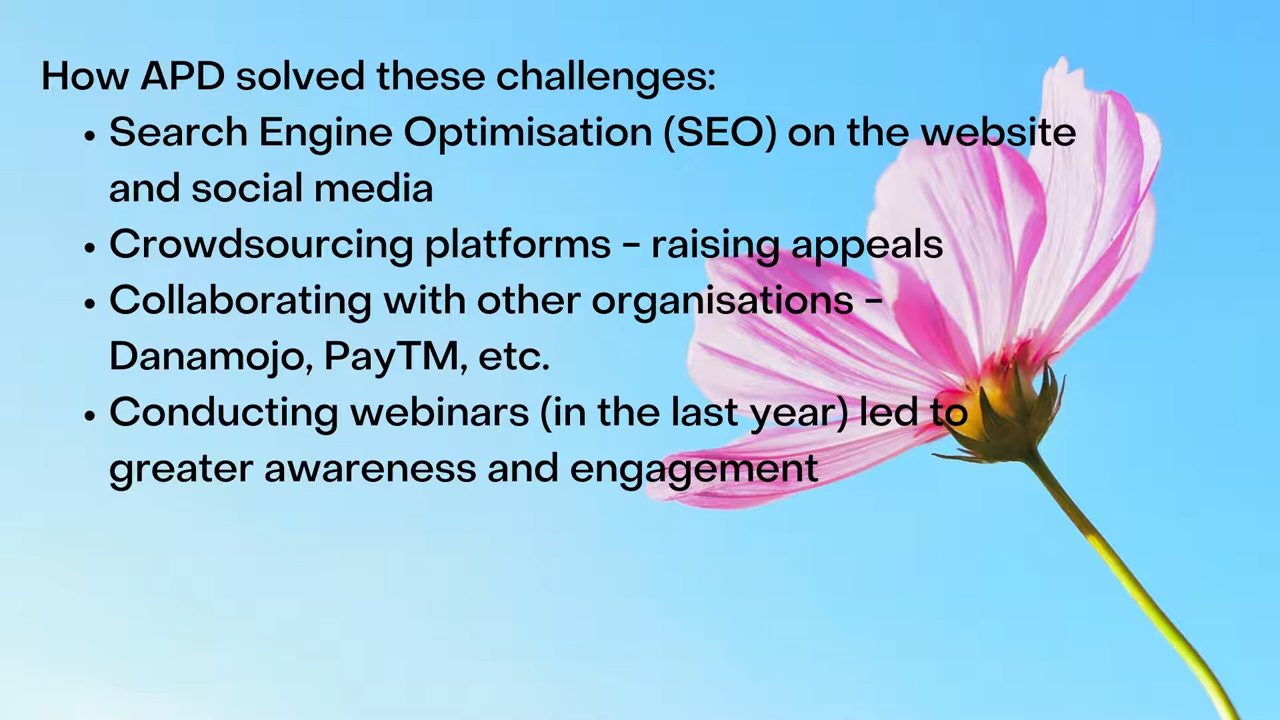 How APD solved these challenges:
• Search Engine Optimisation (SEO) on the website
and social media
• Crowdsourcing platforms – raising appeals
• Collaborating with other organisations –
Danamojo, PayTM, etc.
• Conducting webinars (in the last year) led to
greater awareness and engagement